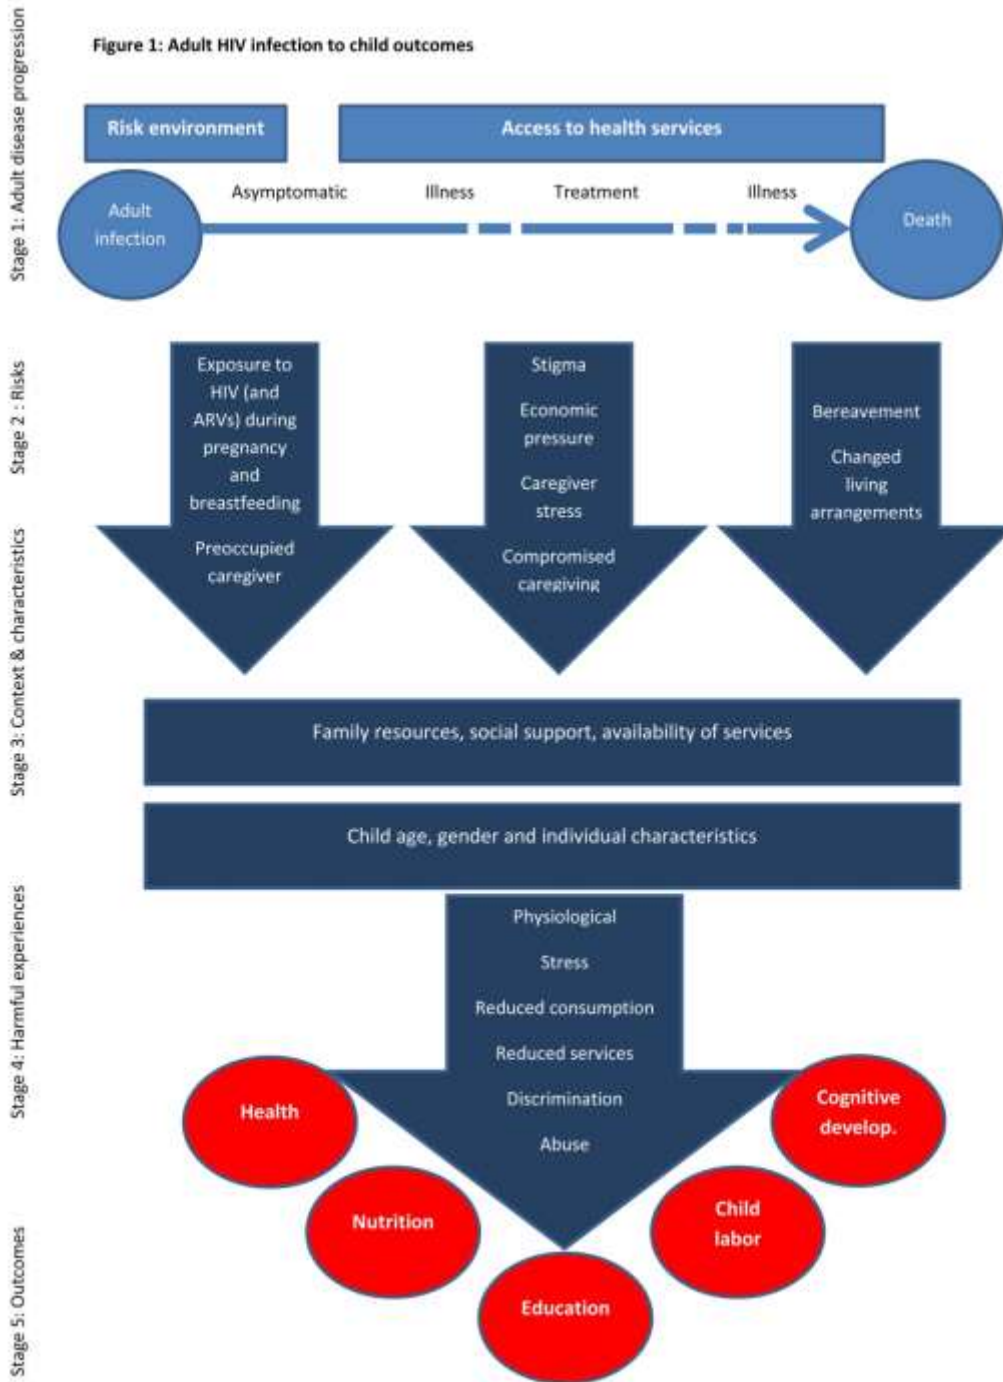 Figure 1: Adult HIV infection to child outcomes
Stage 1: Adult disease progression
Risk environment
Access to health services
Adult
infection
Asymptomatic
Illness
Treatment
Illness
Death
Stage 2 : Risks
Exposure to
HIV (and
ARVs) during
pregnancy
and
breastfeeding
Preoccupied
caregiver
Stigma
Economic
pressure
Caregiver
stress
Compromised
caregiving
Bereavement
Changed
living
arrangements
Stage 3: Context & characteristics
Family resources, social support, availability of services
Child age, gender and individual characteristics
Stage 4: Harmful experiences
Physiological
Stress
Reduced consumption
Reduced services
Discrimination
Abuse
Stage 5: Outcomes
Health
Nutrition
Education
Child
labor
Cognitive
develop.